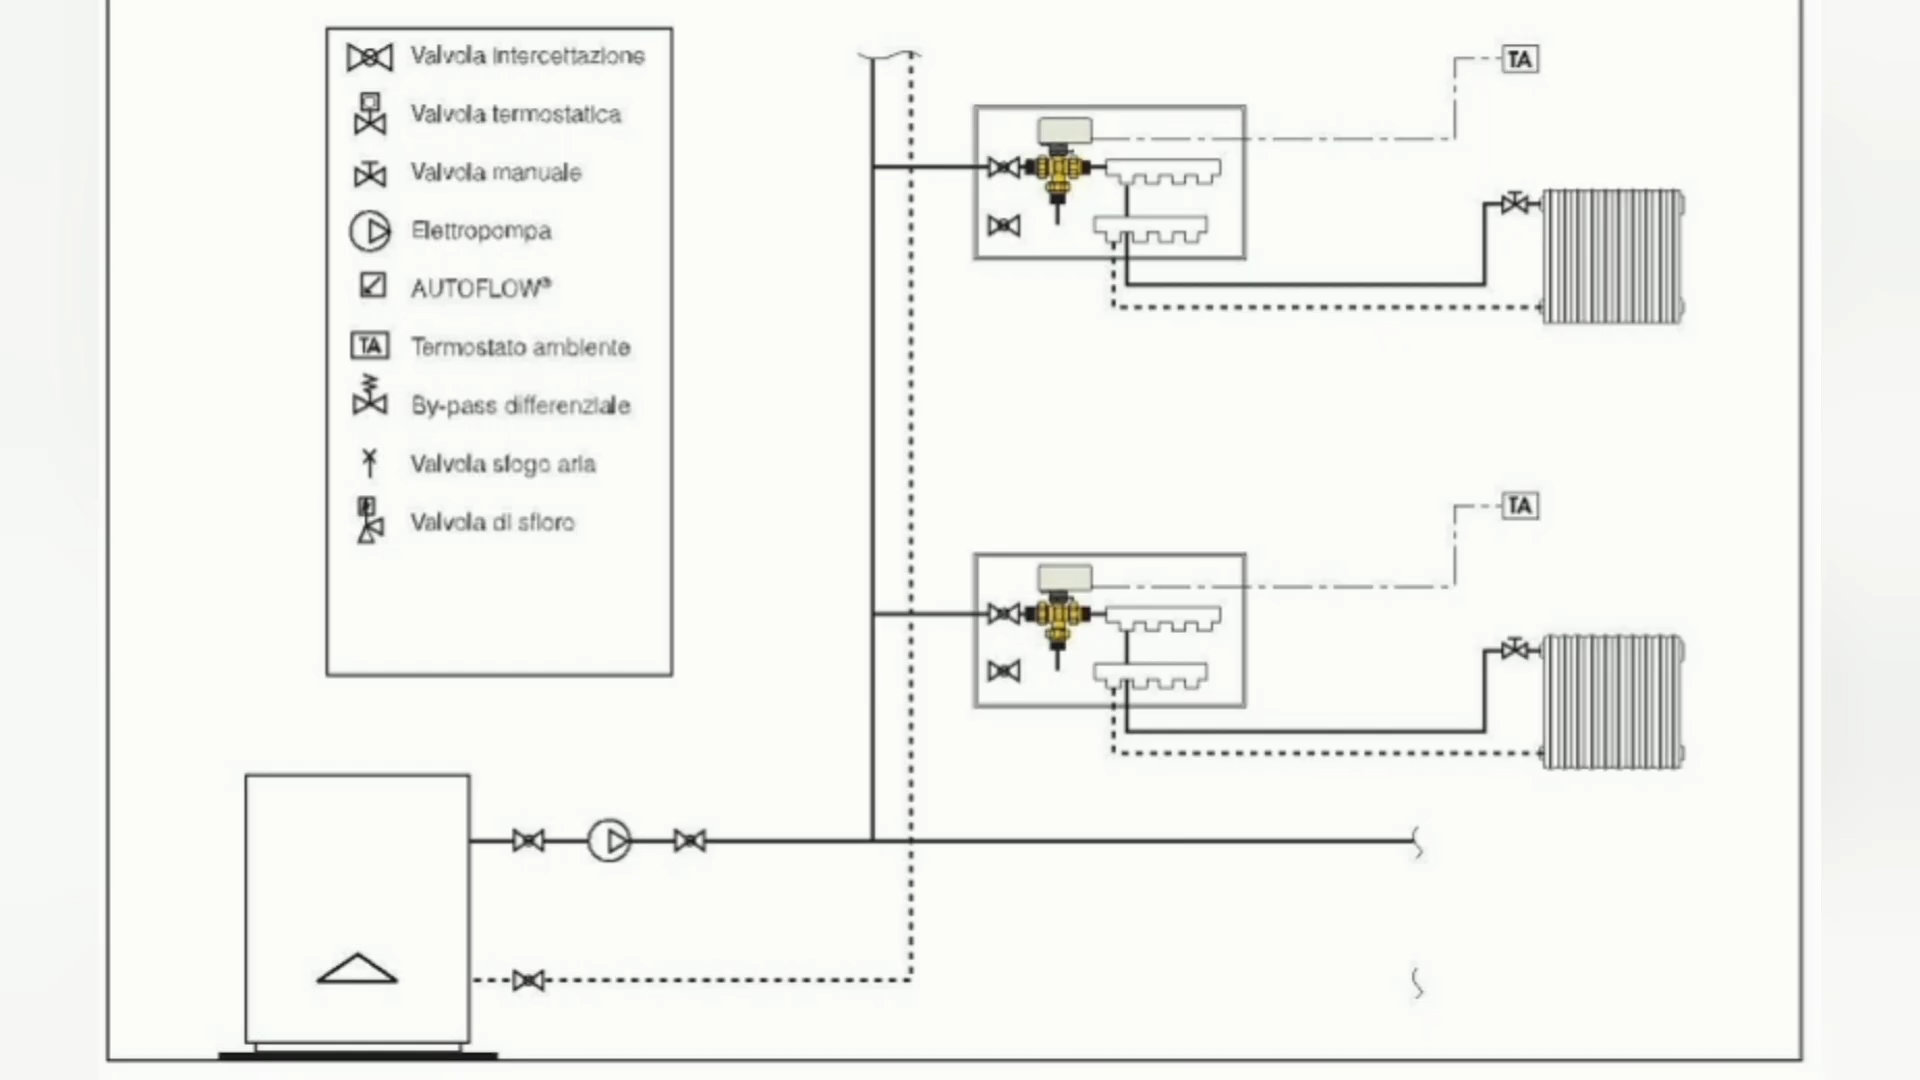 Valvola intercettazione
Valvola termostatica
Valvola manuale
Elettropompa
AUTOFLOW®
TA Termostato ambiente
By-pass differenziale
Valvola sfogo aria
Valvola di sfioro
TA
TA